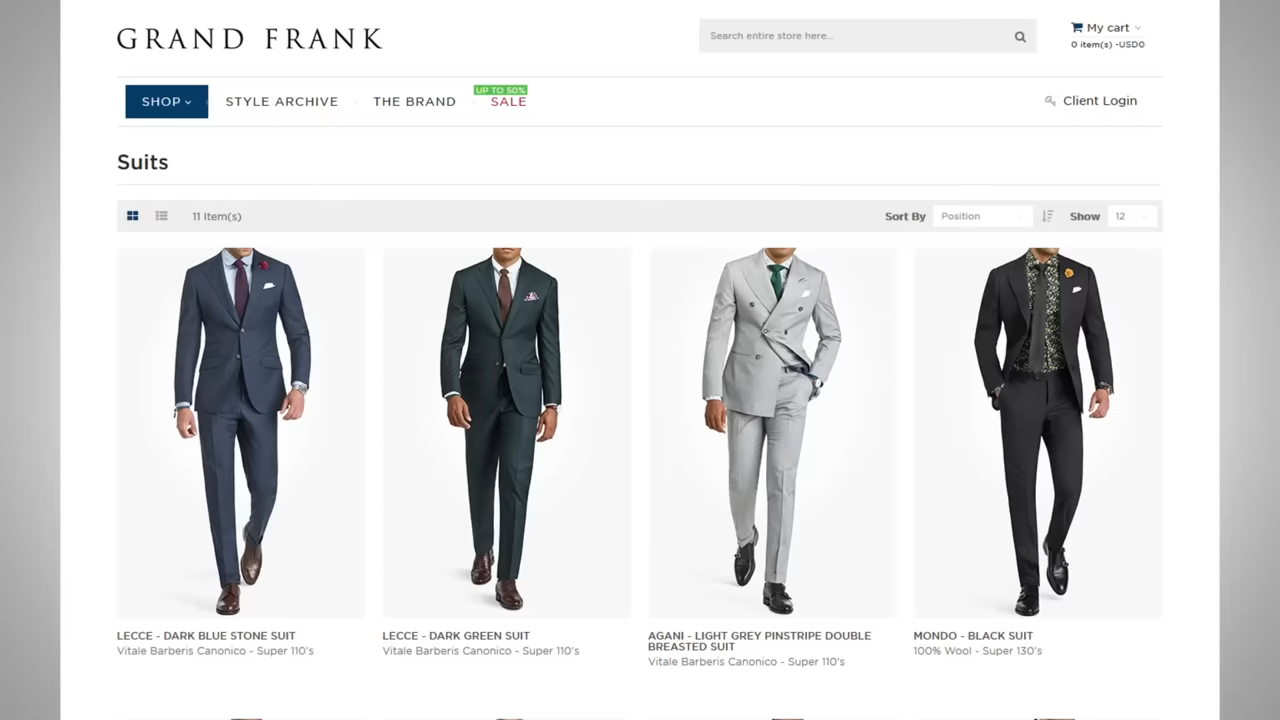 GRAND FRANK
Search entire store here...
My cart
0 item(s) -USD0
SHOP
STYLE ARCHIVE
THE BRAND
UP TO 50%
SALE
Client Login
Suits
11 Item(s)
Sort By
Position
Show
12
LECCE - DARK BLUE STONE SUIT
Vitale Barberis Canonico - Super 110's
LECCE - DARK GREEN SUIT
Vitale Barberis Canonico - Super 110's
AGANI - LIGHT GREY PINSTRIPE DOUBLE
BREASTED SUIT
Vitale Barberis Canonico - Super 110's
MONDO - BLACK SUIT
100% Wool - Super 130's